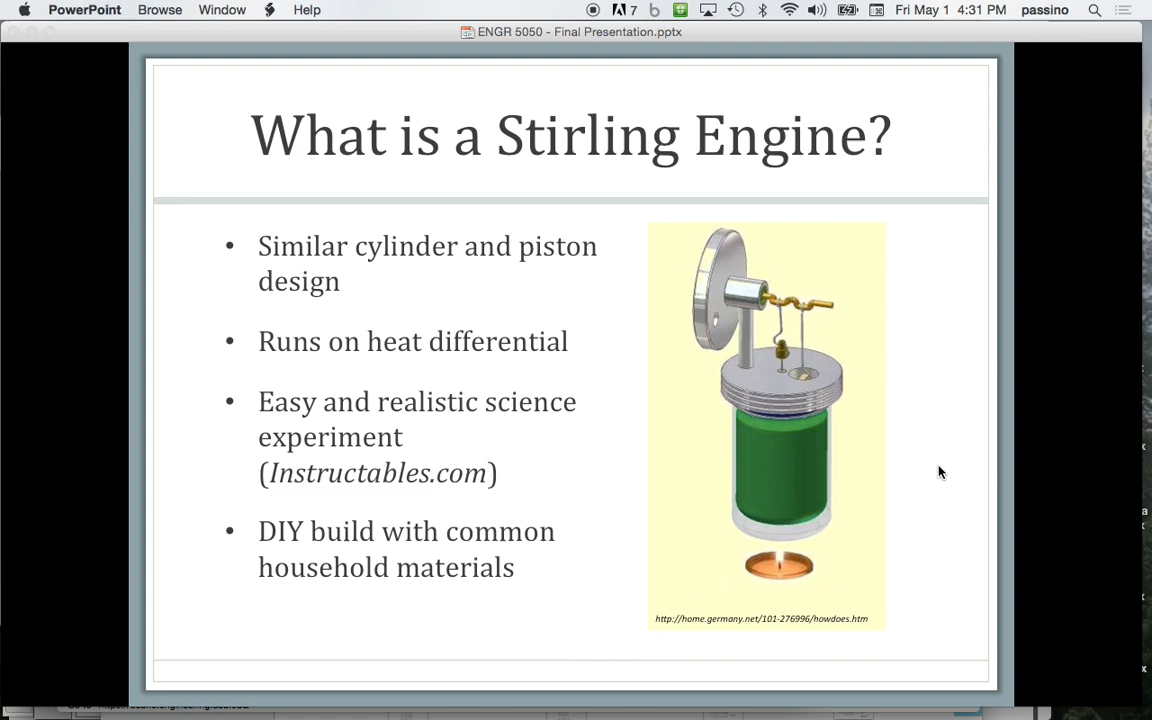 PowerPoint Browse Window Help 7 Fri May 1 4:31 PM passino
ENGR 5050 - Final Presentation.pptx
What is a Stirling Engine?
• Similar cylinder and piston
design
• Runs on heat differential
• Easy and realistic science
experiment
(Instructables.com)
• DIY build with common
household materials
http://home.germany.net/101-276996/howdoes.htm